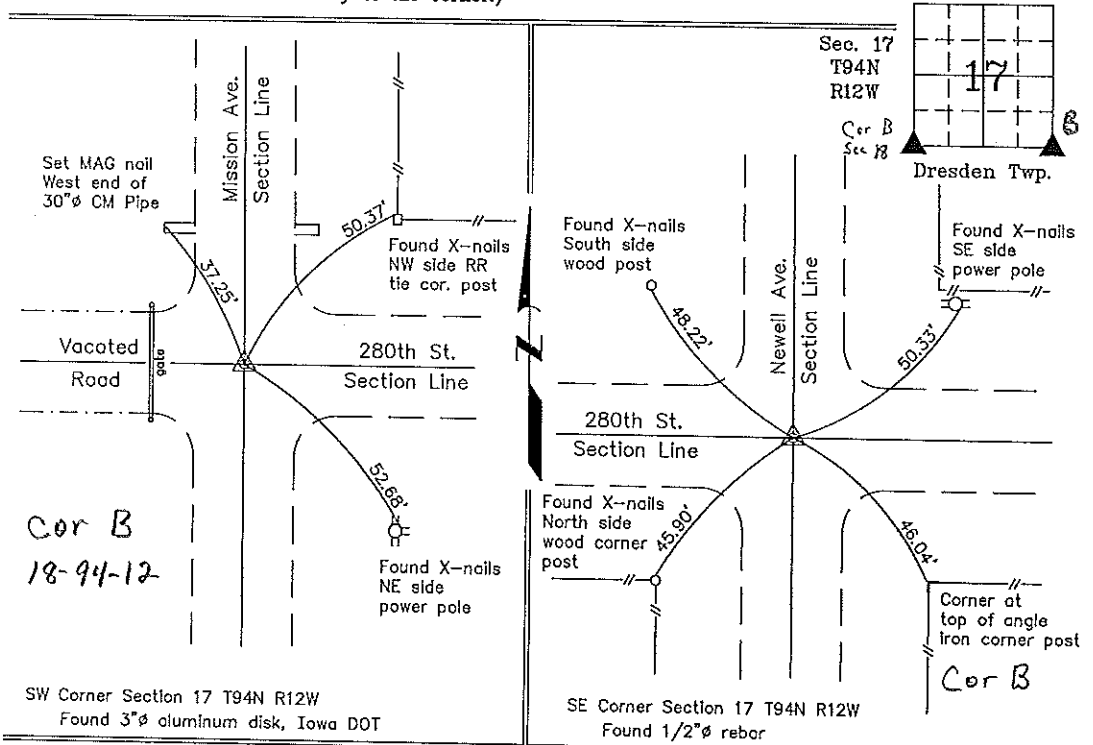 Set MAG nail
West end of
30"ø CM Pipe
Mission Ave.
Section Line
37.25'
50.37'
Found X-nails
NW side RR
tie cor. post
Vacated
Road
gate
280th St.
Section Line
52.68'
Found X-nails
NE side
power pole
Cor B
18-94-12
SW Corner Section 17 T94N R12W
Found 3"ø aluminum disk, Iowa DOT
N
Sec. 17
T94N
R12W
17
Cor B
Sec 18
B
Dresden Twp.
Found X-nails
South side
wood post
Newell Ave.
Section Line
Found X-nails
SE side
power pole
48.22'
50.33'
280th St.
Section Line
Found X-nails
North side
wood corner
post
45.90'
46.04'
Corner at
top of angle
iron corner post
Cor B
SE Corner Section 17 T94N R12W
Found 1/2"ø rebar